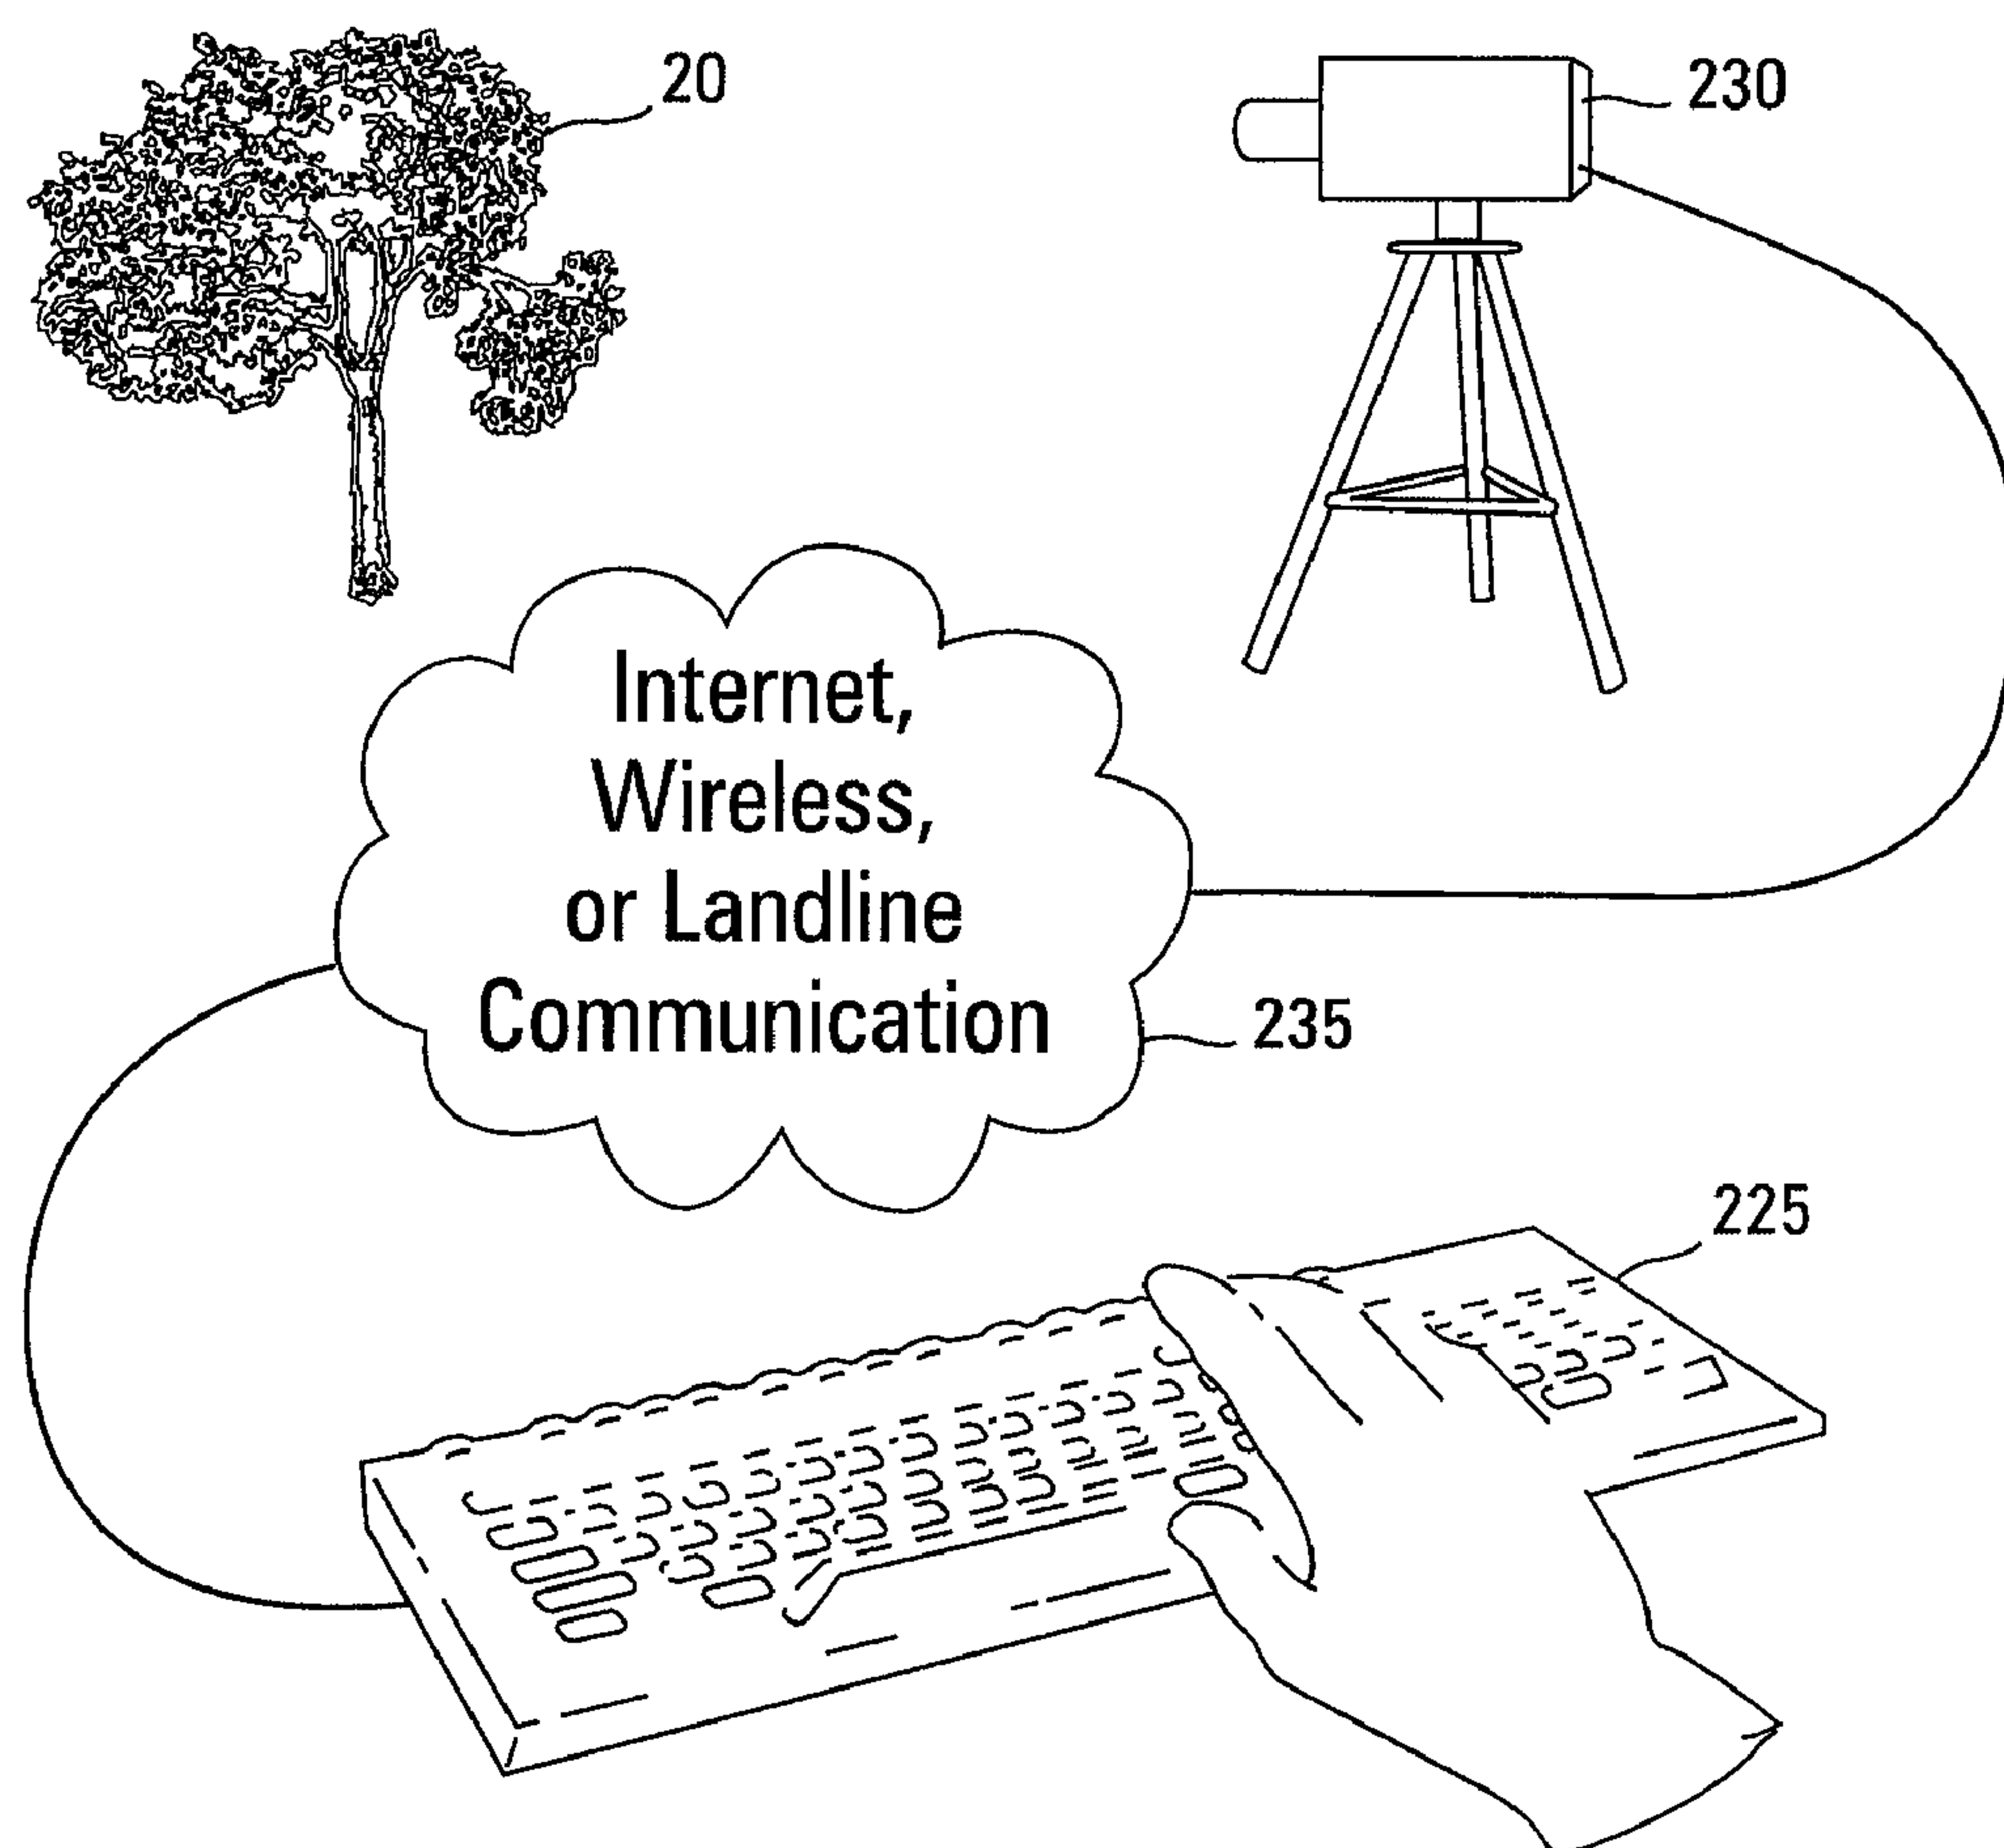 20
230
Internet,
Wireless,
or Landline
Communication
235
225